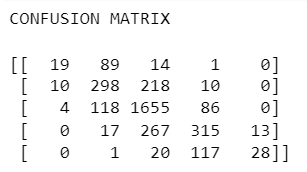 CONFUSION MATRIX
[[ 19 89 14 1 0]
[ 10 298 218 10 0]
[ 4 118 1655 86 0]
[ 0 17 267 315 13]
[ 0 1 20 117 28]]